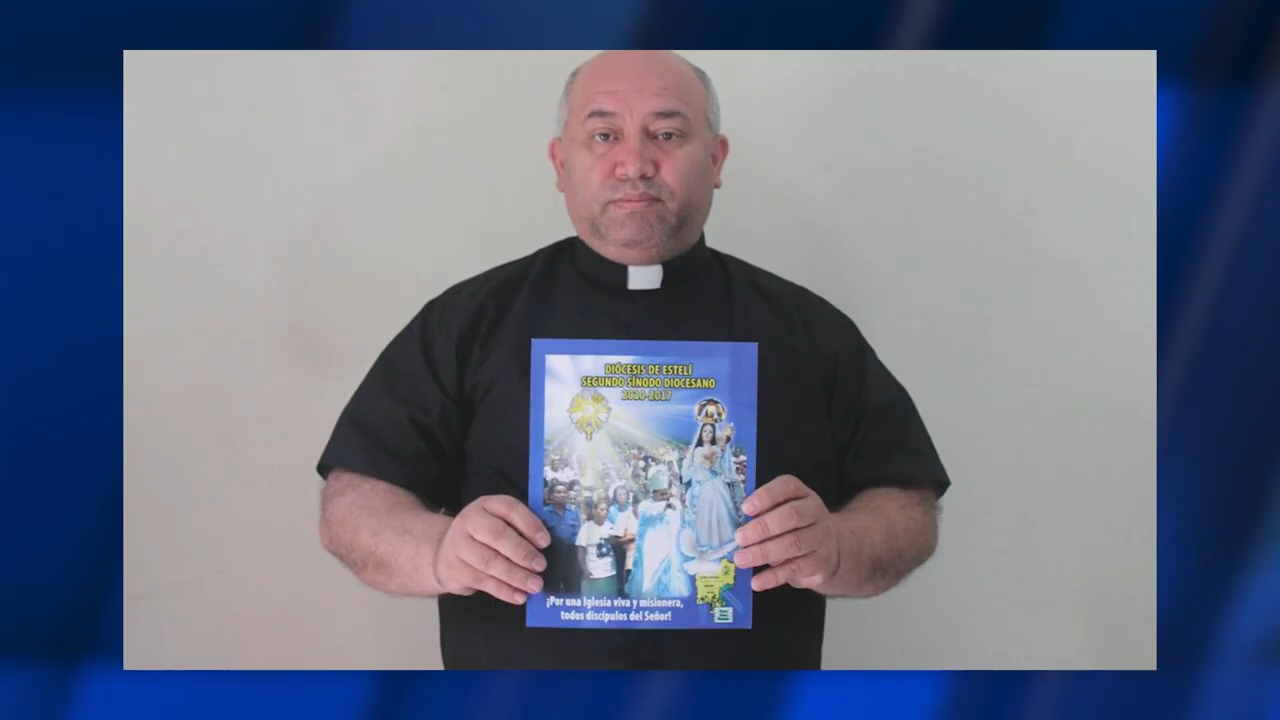 DIÓCESIS DE ESTELÍ
SEGUNDO SÍNODO DIOCESANO
2010-2017
¡Por una Iglesia viva y misionera,
todos discípulos del Señor!